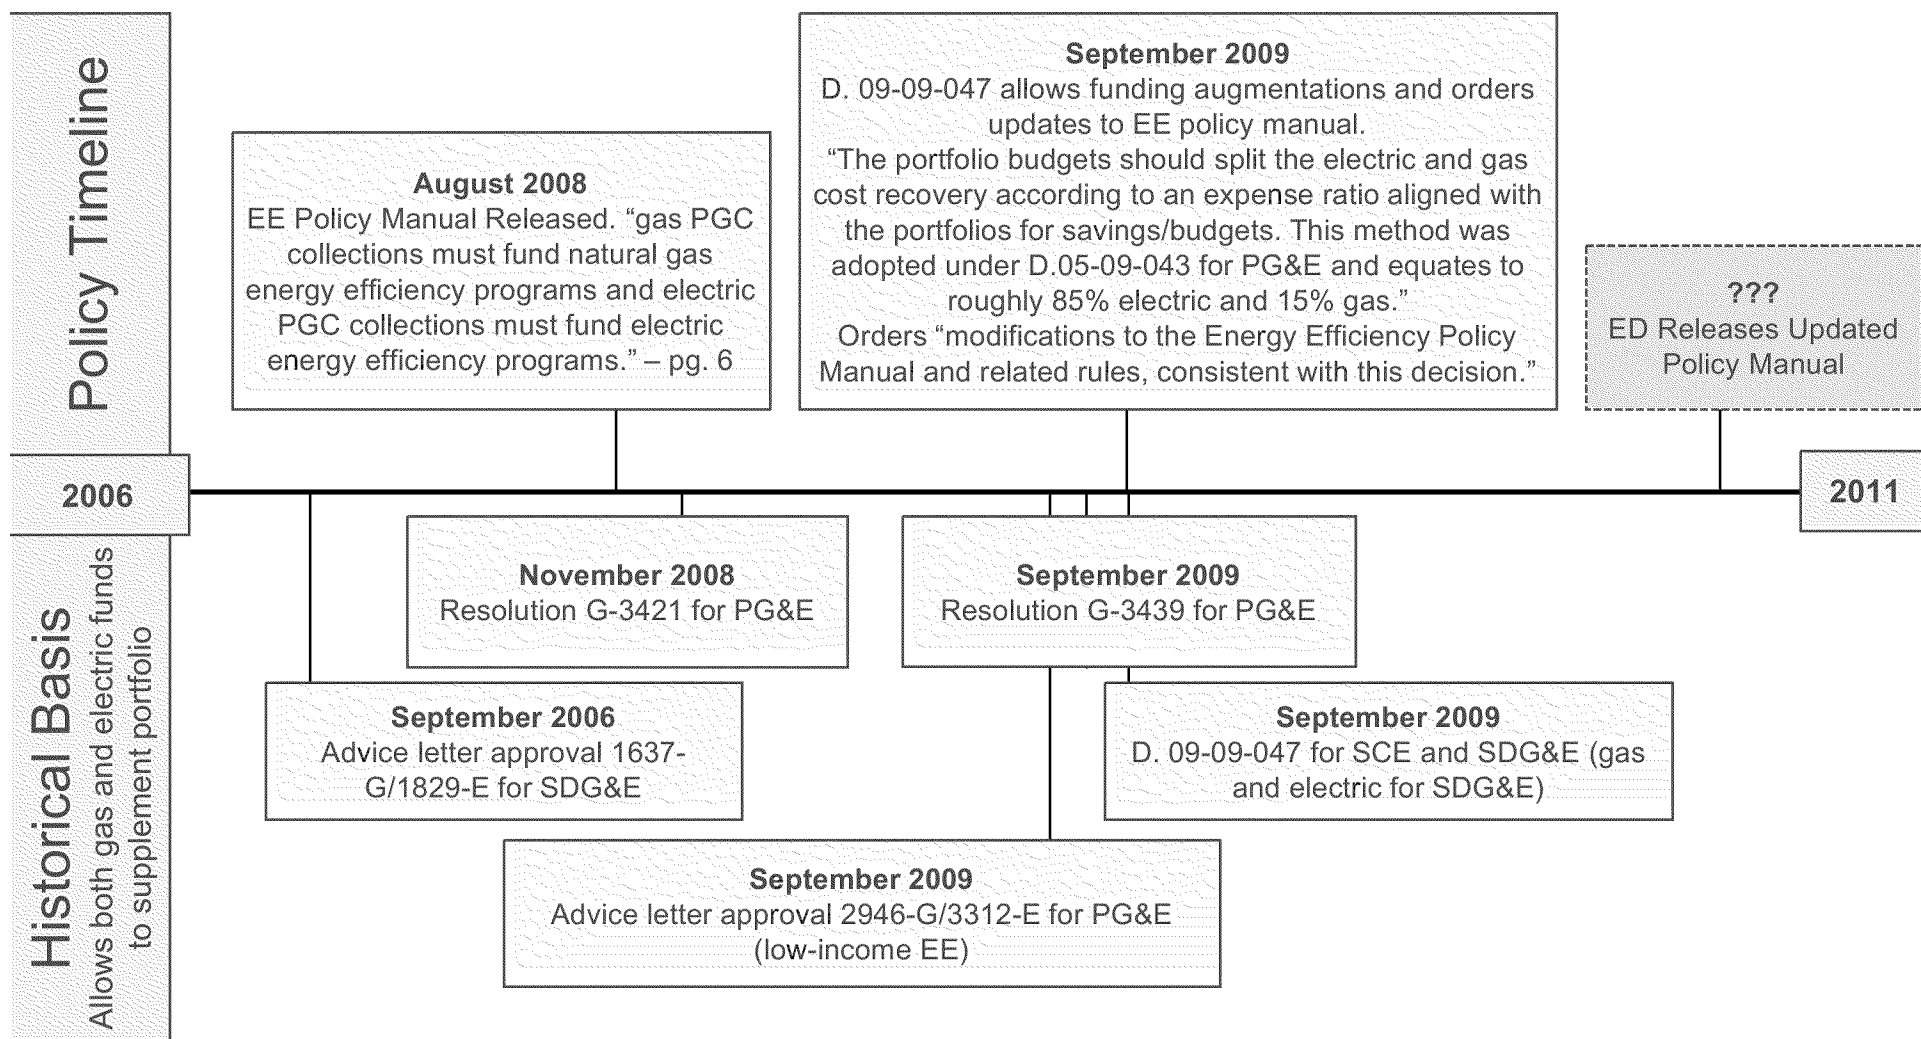 Policy Timeline
August 2008
EE Policy Manual Released. “gas PGC
collections must fund natural gas
energy efficiency programs and electric
PGC collections must fund electric
energy efficiency programs.” – pg. 6
September 2009
D. 09-09-047 allows funding augmentations and orders
updates to EE policy manual.
“The portfolio budgets should split the electric and gas
cost recovery according to an expense ratio aligned with
the portfolios for savings/budgets. This method was
adopted under D.05-09-043 for PG&E and equates to
roughly 85% electric and 15% gas.”
Orders “modifications to the Energy Efficiency Policy
Manual and related rules, consistent with this decision.”
???
ED Releases Updated
Policy Manual
2006
2011
Historical Basis
Allows both gas and electric funds
to supplement portfolio
November 2008
Resolution G-3421 for PG&E
September 2009
Resolution G-3439 for PG&E
September 2006
Advice letter approval 1637-
G/1829-E for SDG&E
September 2009
D. 09-09-047 for SCE and SDG&E (gas
and electric for SDG&E)
September 2009
Advice letter approval 2946-G/3312-E for PG&E
(low-income EE)